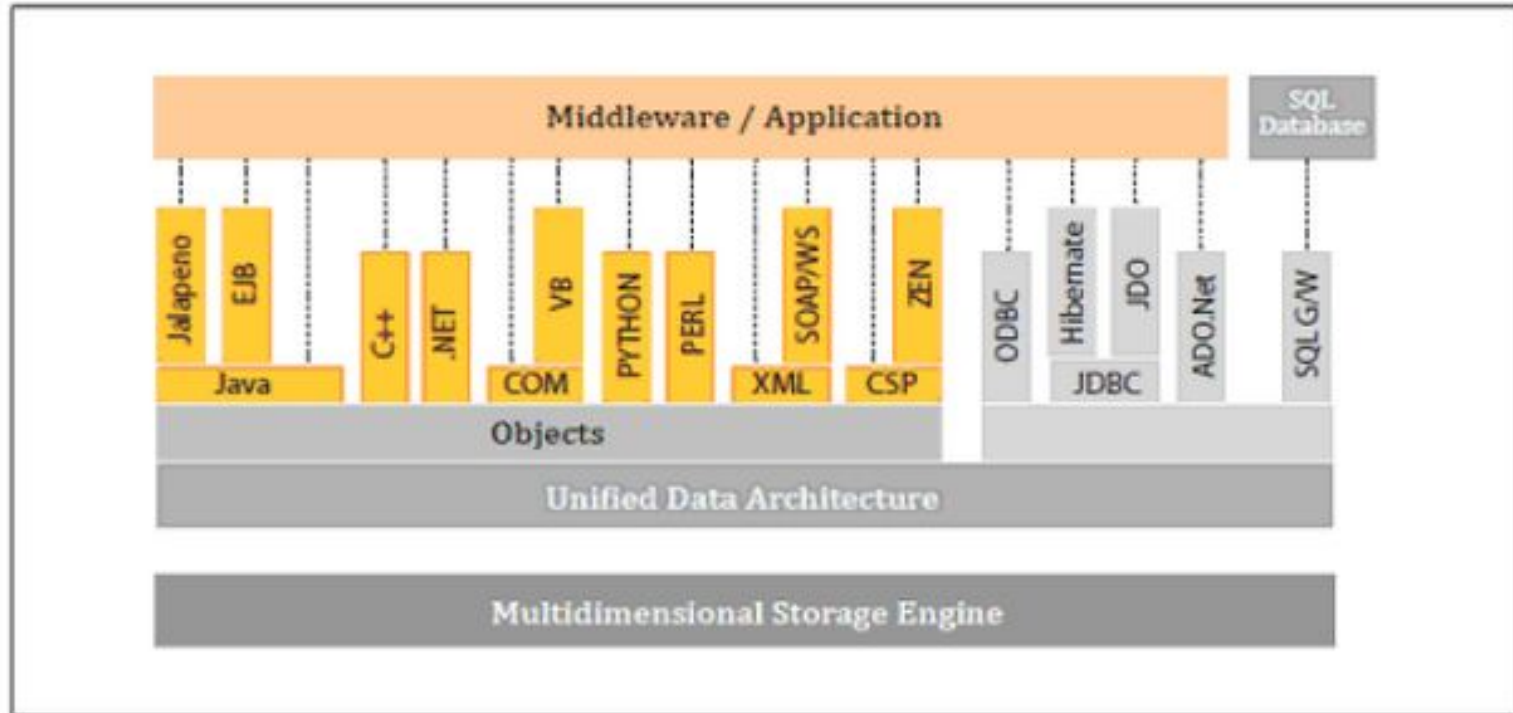 Middleware / Application
SQL
Database
Jalapeno
EJB
C++
.NET
VB
PYTHON
PERL
SOAP/WS
ZEN
ODBC
Hibernate
JDO
ADO.Net
SQL G/W
Java
COM
XML
CSP
JDBC
Objects
Unified Data Architecture
Multidimensional Storage Engine